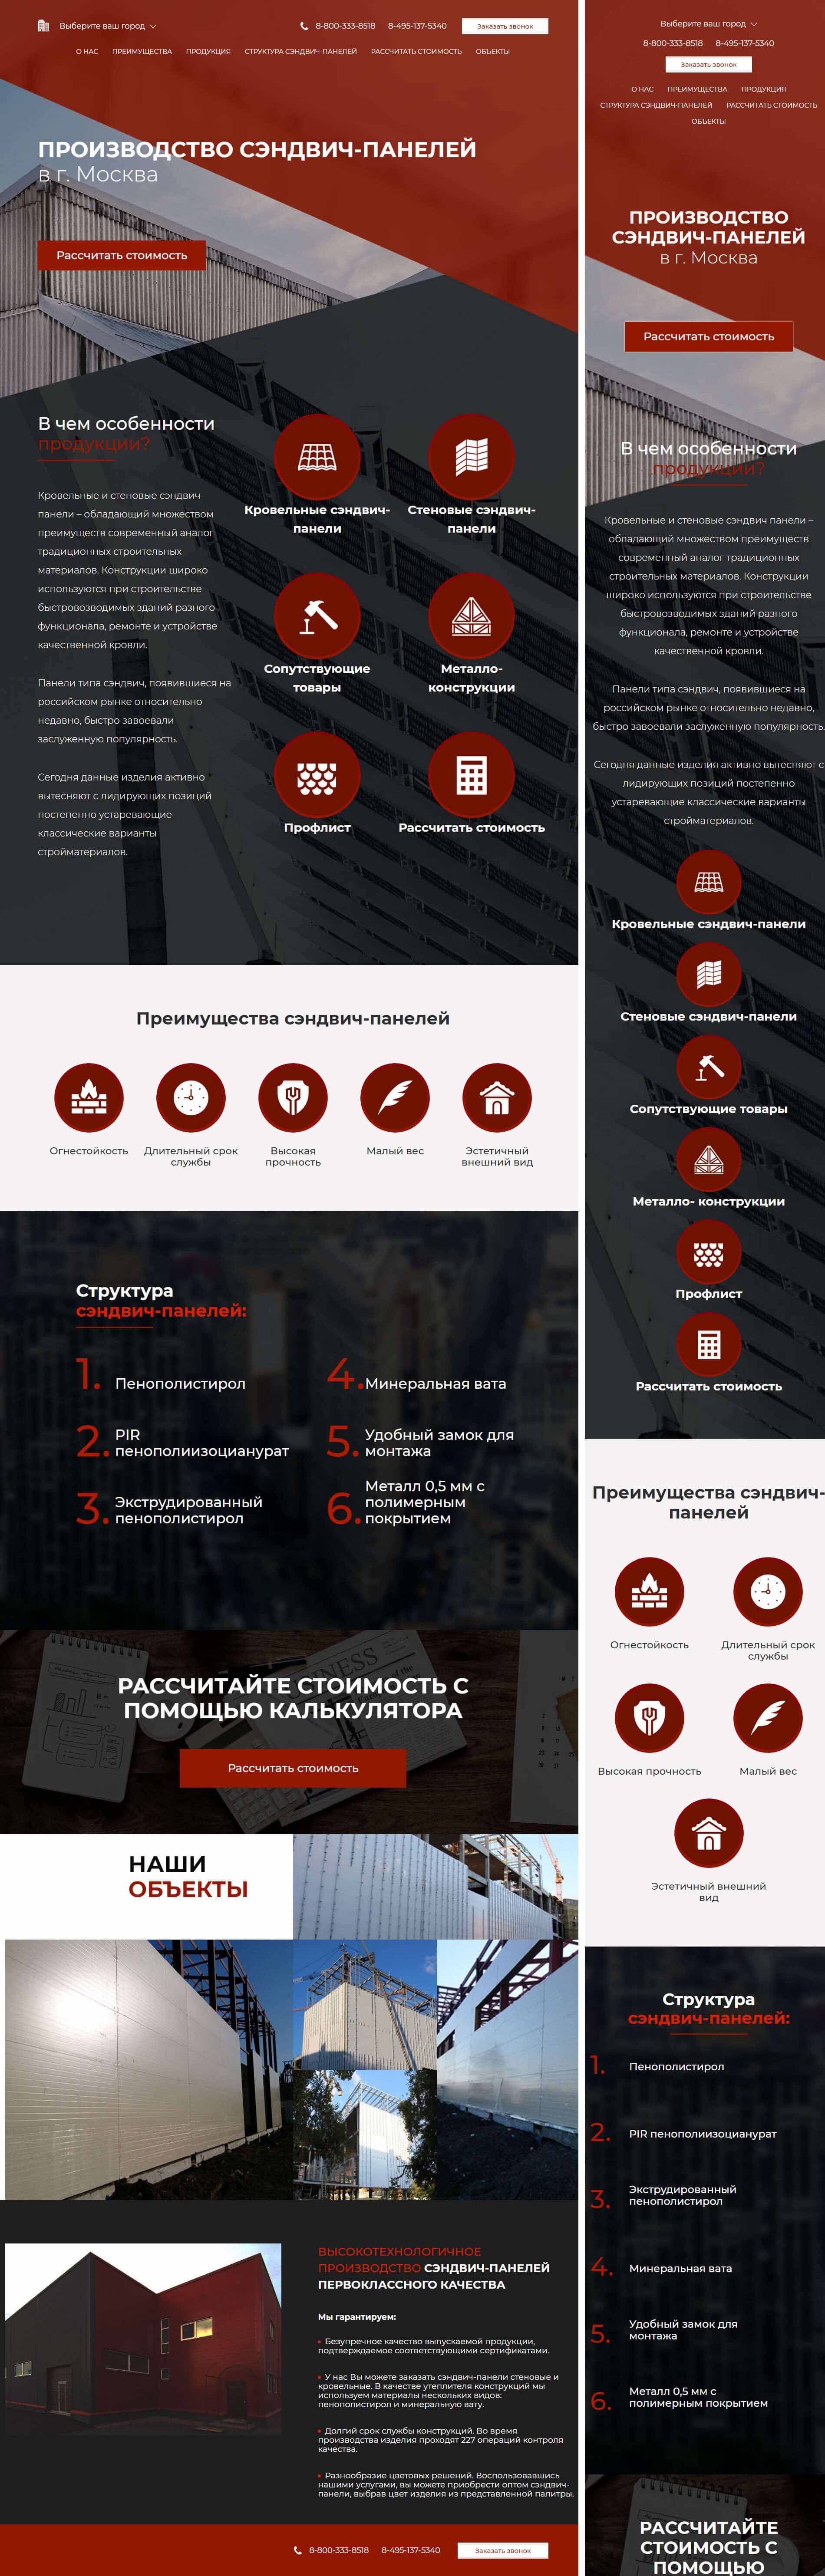 Выберите ваш город
8-800-333-8518 8-495-137-5340
Заказать звонок
О НАС ПРЕИМУЩЕСТВА ПРОДУКЦИЯ СТРУКТУРА СЭНДВИЧ-ПАНЕЛЕЙ РАССЧИТАТЬ СТОИМОСТЬ ОБЪЕКТЫ
ПРОИЗВОДСТВО СЭНДВИЧ-ПАНЕЛЕЙ
в г. Москва
Рассчитать стоимость
В чем особенности
продукции?
Кровельные и стеновые сэндвич
панели – обладающий множеством
преимуществ современный аналог
традиционных строительных
материалов. Конструкции широко
используются при строительстве
быстровозводимых зданий разного
функционала, ремонте и устройстве
качественной кровли.
Панели типа сэндвич, появившиеся на
российском рынке относительно
недавно, быстро завоевали
заслуженную популярность.
Сегодня данные изделия активно
вытесняют с лидирующих позиций
постепенно устаревающие
классические варианты
стройматериалов.
Кровельные сэндвич-
панели
Стеновые сэндвич-
панели
Сопутствующие
товары
Металло-
конструкции
Профлист
Рассчитать стоимость
Преимущества сэндвич-панелей
Огнестойкость
Длительный срок
службы
Высокая
прочность
Малый вес
Эстетичный
внешний вид
Структура
сэндвич-панелей:
1. Пенополистирол
2. PIR
пенополиизоцианурат
3. Экструдированный
пенополистирол
4. Минеральная вата
5. Удобный замок для
монтажа
6. Металл 0,5 мм с
полимерным
покрытием
РАССЧИТАЙТЕ СТОИМОСТЬ С
ПОМОЩЬЮ КАЛЬКУЛЯТОРА
Рассчитать стоимость
НАШИ
ОБЪЕКТЫ
ВЫСОКОТЕХНОЛОГИЧНОЕ
ПРОИЗВОДСТВО СЭНДВИЧ-ПАНЕЛЕЙ
ПЕРВОКЛАССНОГО КАЧЕСТВА
Мы гарантируем:
Безупречное качество выпускаемой продукции,
подтверждаемое соответствующими сертификатами.
У нас Вы можете заказать сэндвич-панели стеновые и
кровельные. В качестве утеплителя конструкций мы
используем материалы нескольких видов:
пенополистирол и минеральную вату.
Долгий срок службы конструкций. Во время
производства изделия проходят 227 операций контроля
качества.
Разнообразие цветовых решений. Воспользовавшись
нашими услугами, вы можете приобрести оптом сэндвич-
панели, выбрав цвет изделия из представленной палитры.
8-800-333-8518 8-495-137-5340
Заказать звонок
Выберите ваш город
8-800-333-8518 8-495-137-5340
Заказать звонок
О НАС ПРЕИМУЩЕСТВА ПРОДУКЦИЯ
СТРУКТУРА СЭНДВИЧ-ПАНЕЛЕЙ РАССЧИТАТЬ СТОИМОСТЬ
ОБЪЕКТЫ
ПРОИЗВОДСТВО
СЭНДВИЧ-ПАНЕЛЕЙ
в г. Москва
Рассчитать стоимость
В чем особенности
продукции?
Кровельные и стеновые сэндвич панели –
обладающий множеством преимуществ
современный аналог традиционных
строительных материалов. Конструкции
широко используются при строительстве
быстровозводимых зданий разного
функционала, ремонте и устройстве
качественной кровли.
Панели типа сэндвич, появившиеся на
российском рынке относительно недавно,
быстро завоевали заслуженную популярность.
Сегодня данные изделия активно вытесняют с
лидирующих позиций постепенно
устаревающие классические варианты
стройматериалов.
Кровельные сэндвич-панели
Стеновые сэндвич-панели
Сопутствующие товары
Металло- конструкции
Профлист
Рассчитать стоимость
Преимущества сэндвич-
панелей
Огнестойкость
Длительный срок
службы
Высокая прочность
Малый вес
Эстетичный внешний
вид
Структура
сэндвич-панелей:
1. Пенополистирол
2. PIR пенополиизоцианурат
3. Экструдированный
пенополистирол
4. Минеральная вата
5. Удобный замок для
монтажа
6. Металл 0,5 мм с
полимерным покрытием
РАССЧИТАЙТЕ
СТОИМОСТЬ С
ПОМОЩЬЮ